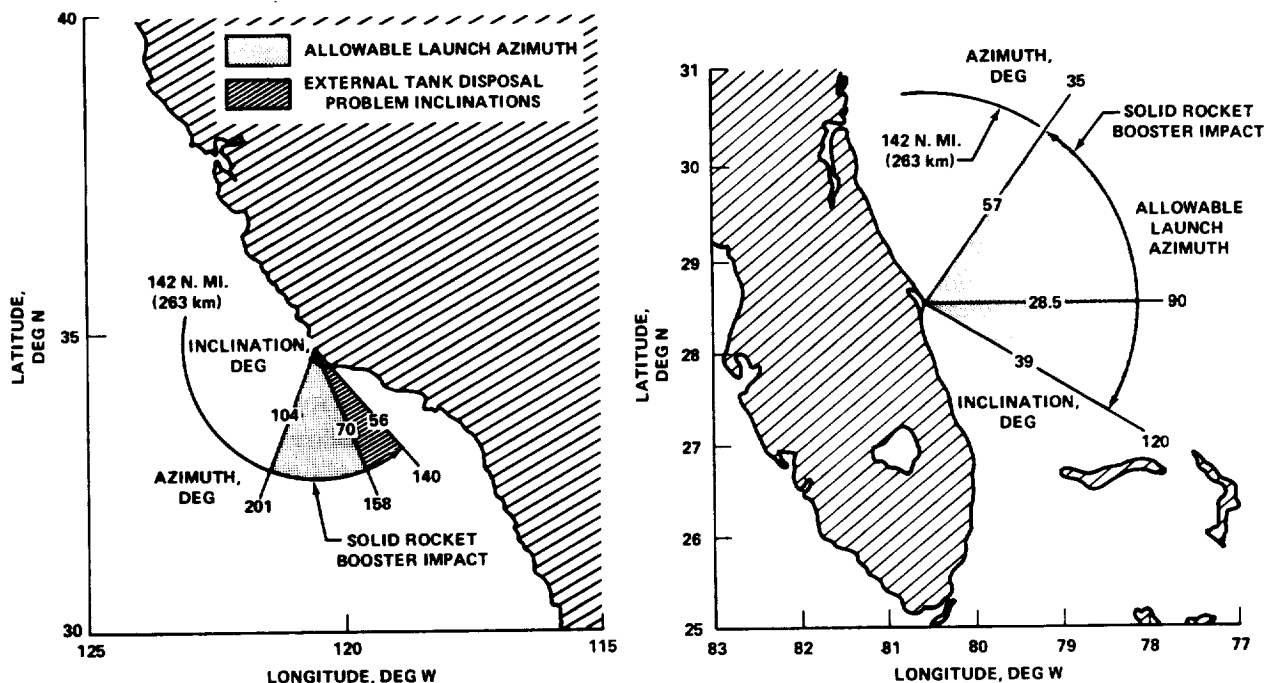 40
ALLOWABLE LAUNCH AZIMUTH
EXTERNAL TANK DISPOSAL
PROBLEM INCLINATIONS
LATITUDE,
DEG N
35
142 N. MI.
(263 km)
INCLINATION,
DEG
104
70
56
AZIMUTH,
DEG
201
158
140
SOLID ROCKET
BOOSTER IMPACT
30
125
120
115
LONGITUDE, DEG W
31
AZIMUTH,
DEG
35
SOLID ROCKET
BOOSTER IMPACT
142 N. MI.
(263 km)
30
57
ALLOWABLE
LAUNCH
AZIMUTH
29
28.5
90
LATITUDE,
DEG N
28
39
INCLINATION,
DEG
120
27
26
25
83
82
81
80
79
78
77
LONGITUDE, DEG W